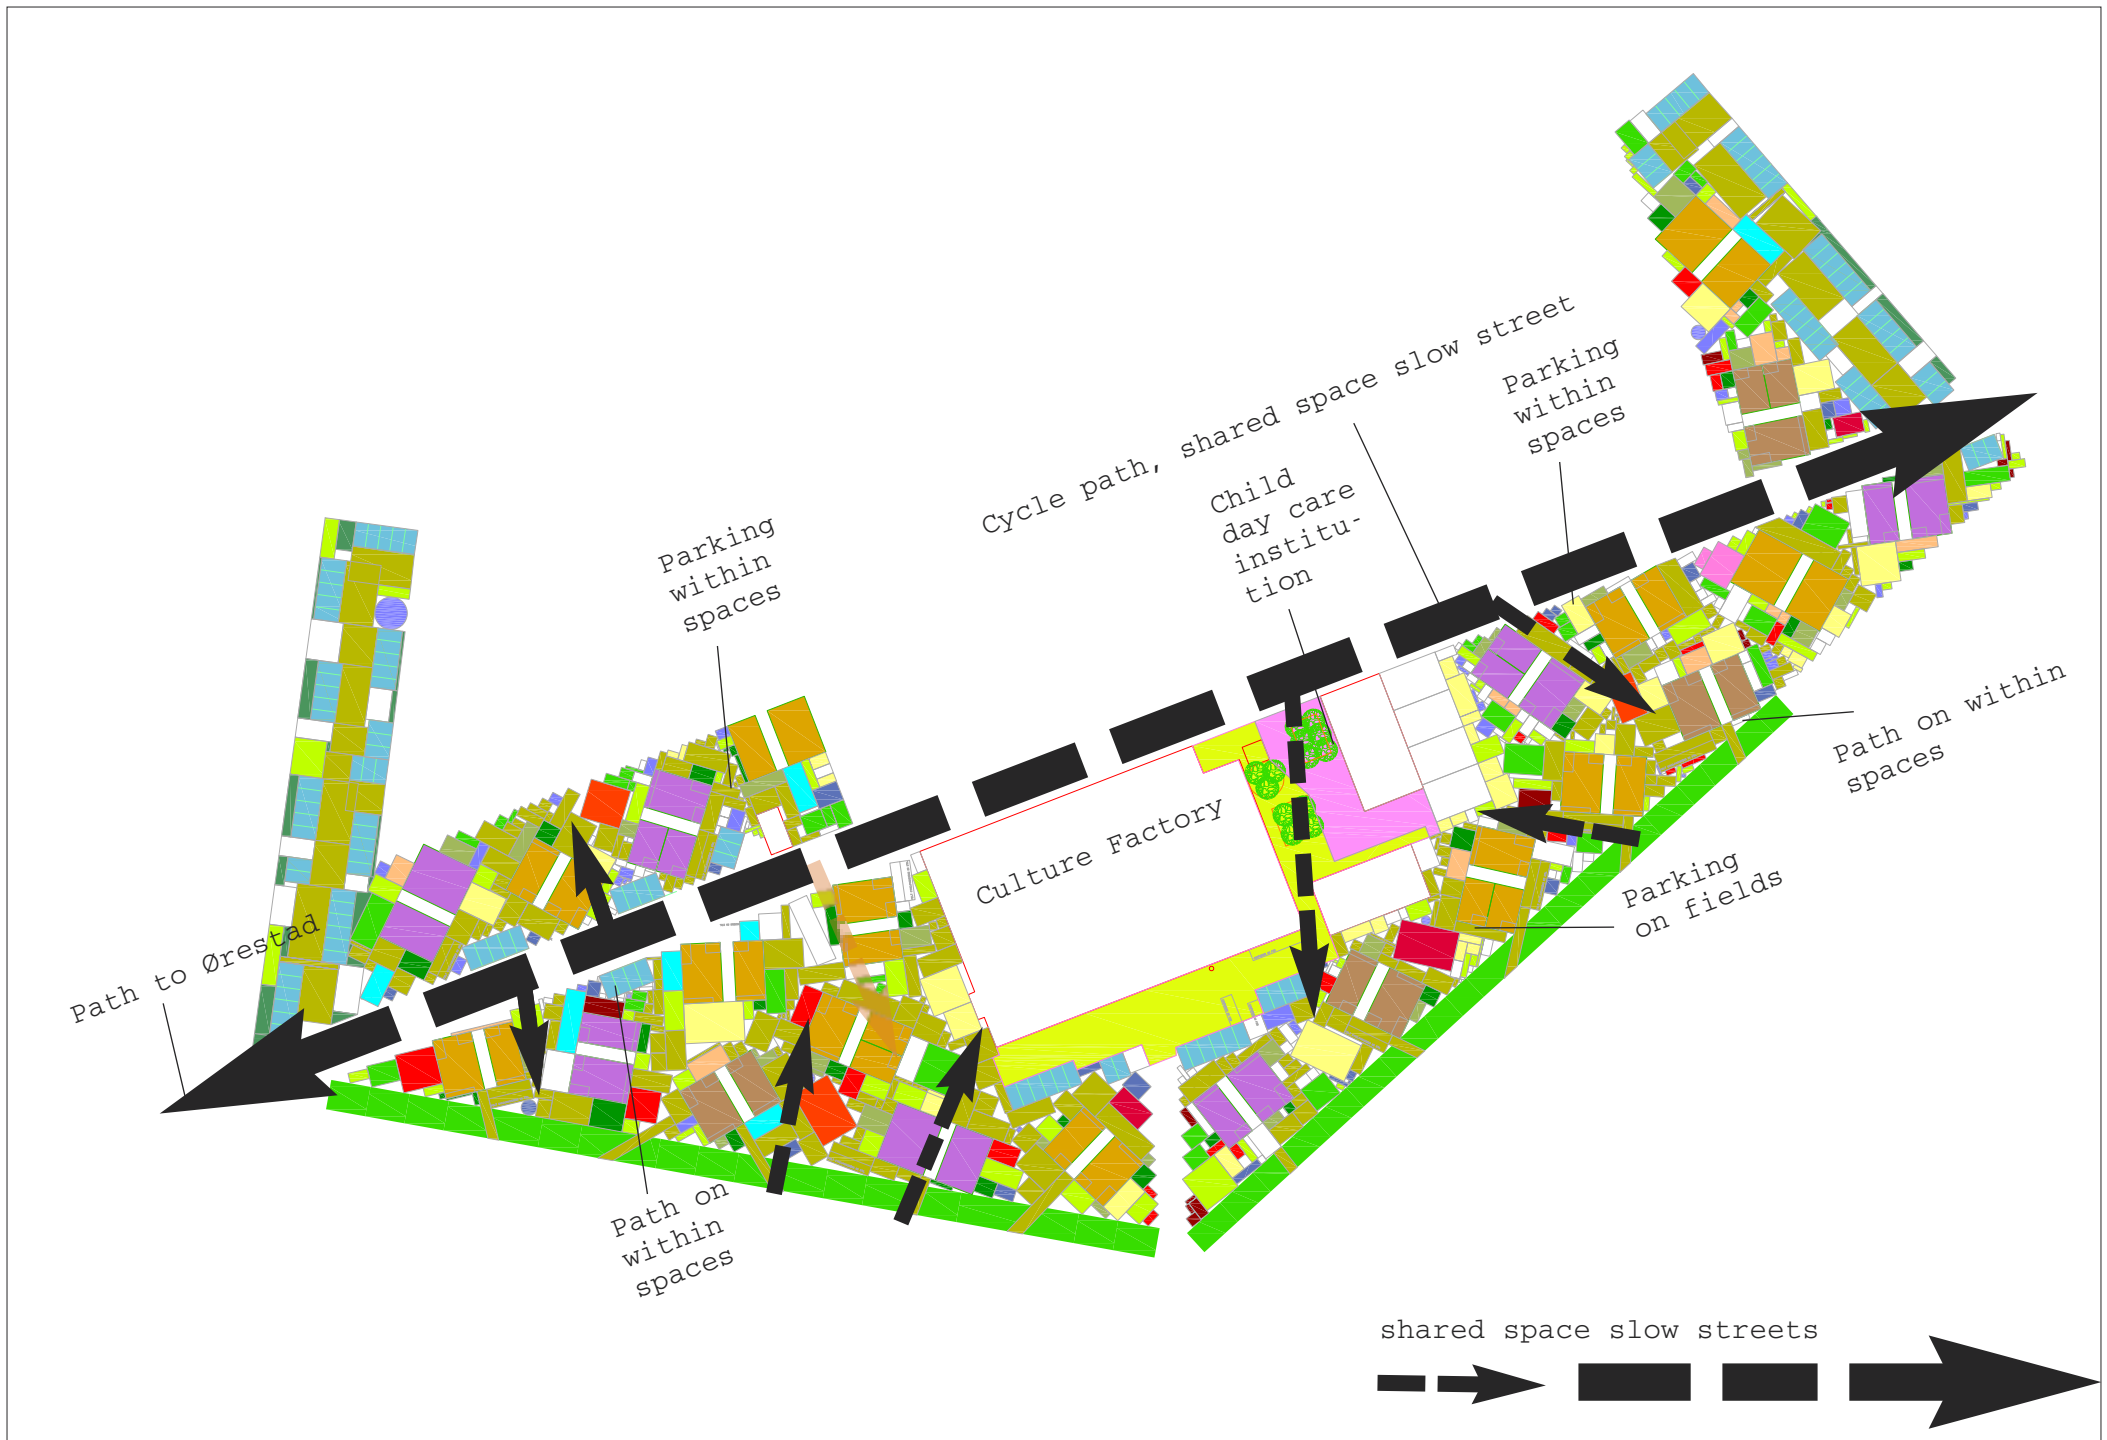 Cycle path, shared space slow street
Parking
within
spaces
Child
day care
institu-
tion
Parking
within
spaces
Path on within
spaces
Culture Factory
Parking
on fields
Path to Ørestad
Path on
within
spaces
shared space slow streets